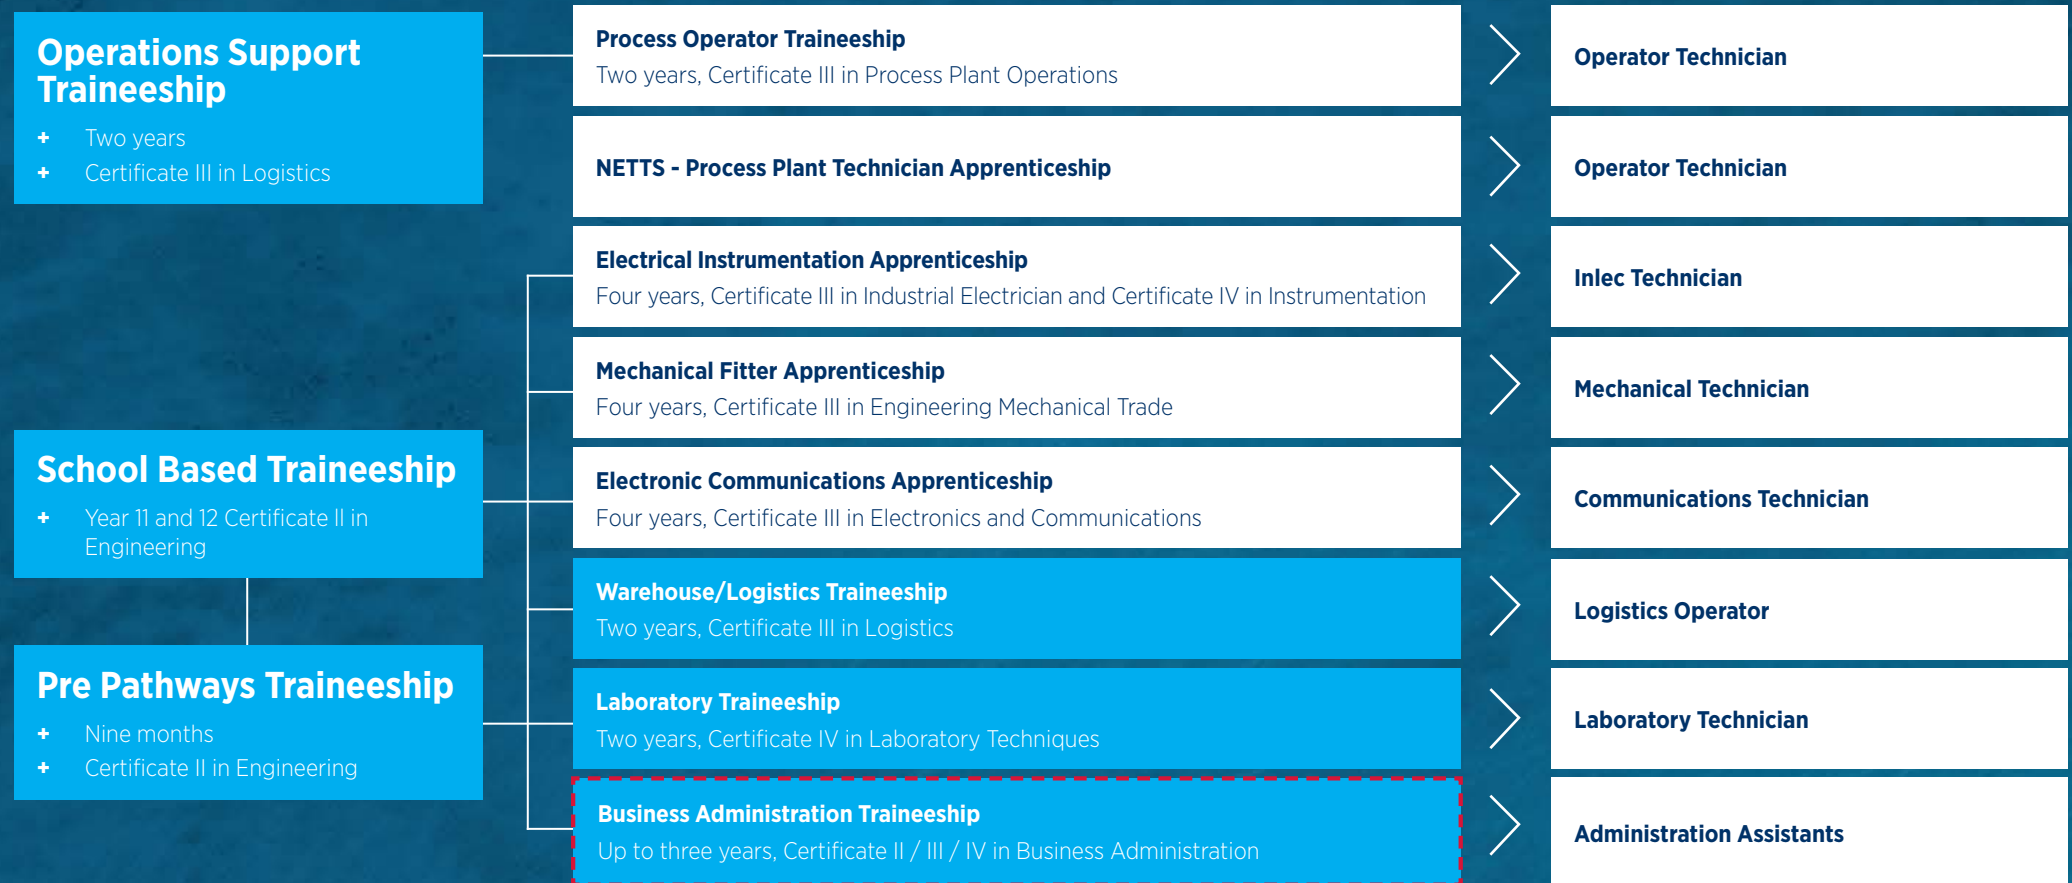 Operations Support
Traineeship
+ Two years
+ Certificate III in Logistics
Process Operator Traineeship
Two years, Certificate III in Process Plant Operations
Operator Technician
NETTS - Process Plant Technician Apprenticeship
Operator Technician
Electrical Instrumentation Apprenticeship
Four years, Certificate III in Industrial Electrician and Certificate IV in Instrumentation
Inlec Technician
Mechanical Fitter Apprenticeship
Four years, Certificate III in Engineering Mechanical Trade
Mechanical Technician
School Based Traineeship
+ Year 11 and 12 Certificate II in
Engineering
Electronic Communications Apprenticeship
Four years, Certificate III in Electronics and Communications
Communications Technician
Warehouse/Logistics Traineeship
Two years, Certificate III in Logistics
Logistics Operator
Pre Pathways Traineeship
+ Nine months
+ Certificate II in Engineering
Laboratory Traineeship
Two years, Certificate IV in Laboratory Techniques
Laboratory Technician
Business Administration Traineeship
Up to three years, Certificate II / III / IV in Business Administration
Administration Assistants